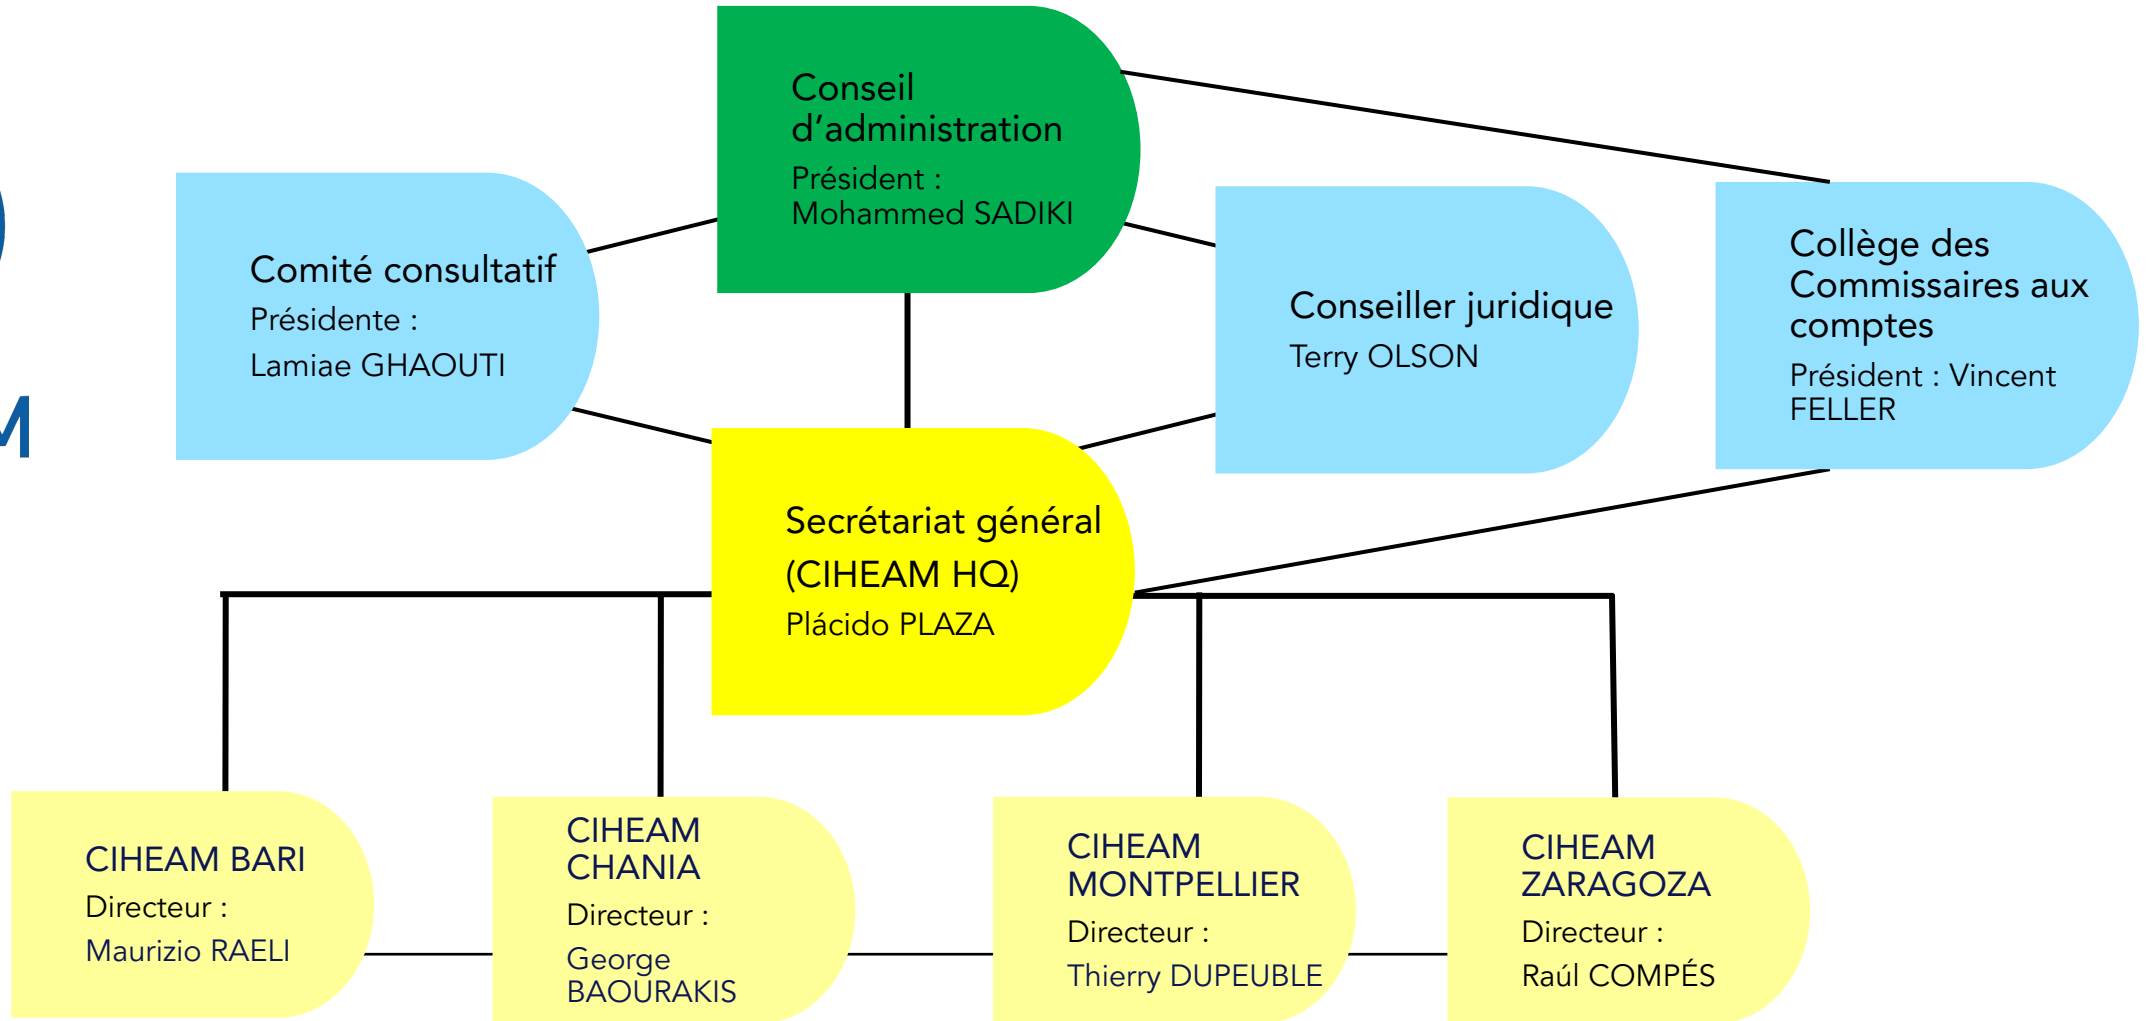 Conseil
d’administration
Président :
Mohammed SADIKI
Comité consultatif
Présidente :
Lamiae GHAOUTI
Conseiller juridique
Terry OLSON
Collège des
Commissaires aux
comptes
Président : Vincent
FELLER
M
Secrétariat général
(CIHEAM HQ)
Plácido PLAZA
CIHEAM BARI
Directeur :
Maurizio RAELI
CIHEAM
CHANIA
Directeur :
George
BAOURAKIS
CIHEAM
MONTPELLIER
Directeur :
Thierry DUPEUBLE
CIHEAM
ZARAGOZA
Directeur :
Raúl COMPÉS